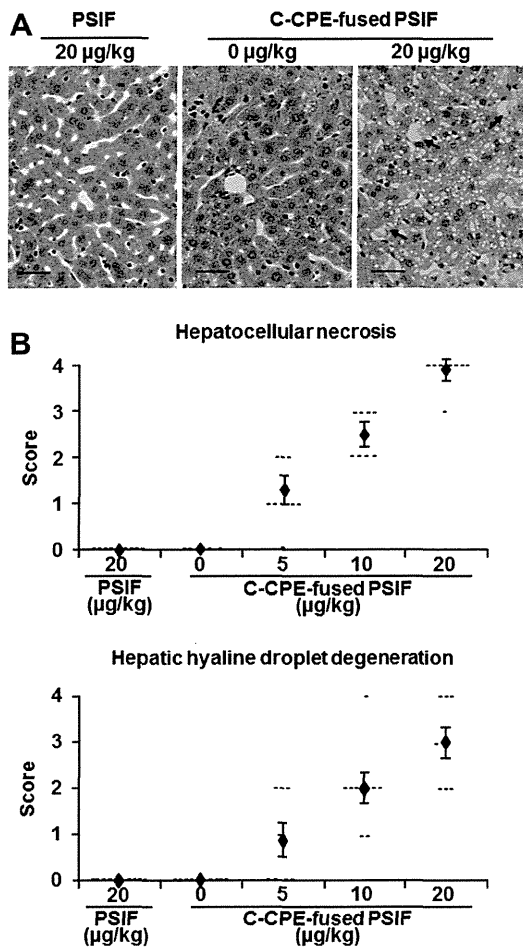 A
PSIF
C-CPE-fused PSIF
20 µg/kg
0 µg/kg
20 µg/kg
B
Hepatocellular necrosis
4
3
2
1
0
Score
20
0
5
10
20
PSIF
(µg/kg)
C-CPE-fused PSIF
(µg/kg)
Hepatic hyaline droplet degeneration
4
3
2
1
0
Score
20
0
5
10
20
PSIF
(µg/kg)
C-CPE-fused PSIF
(µg/kg)